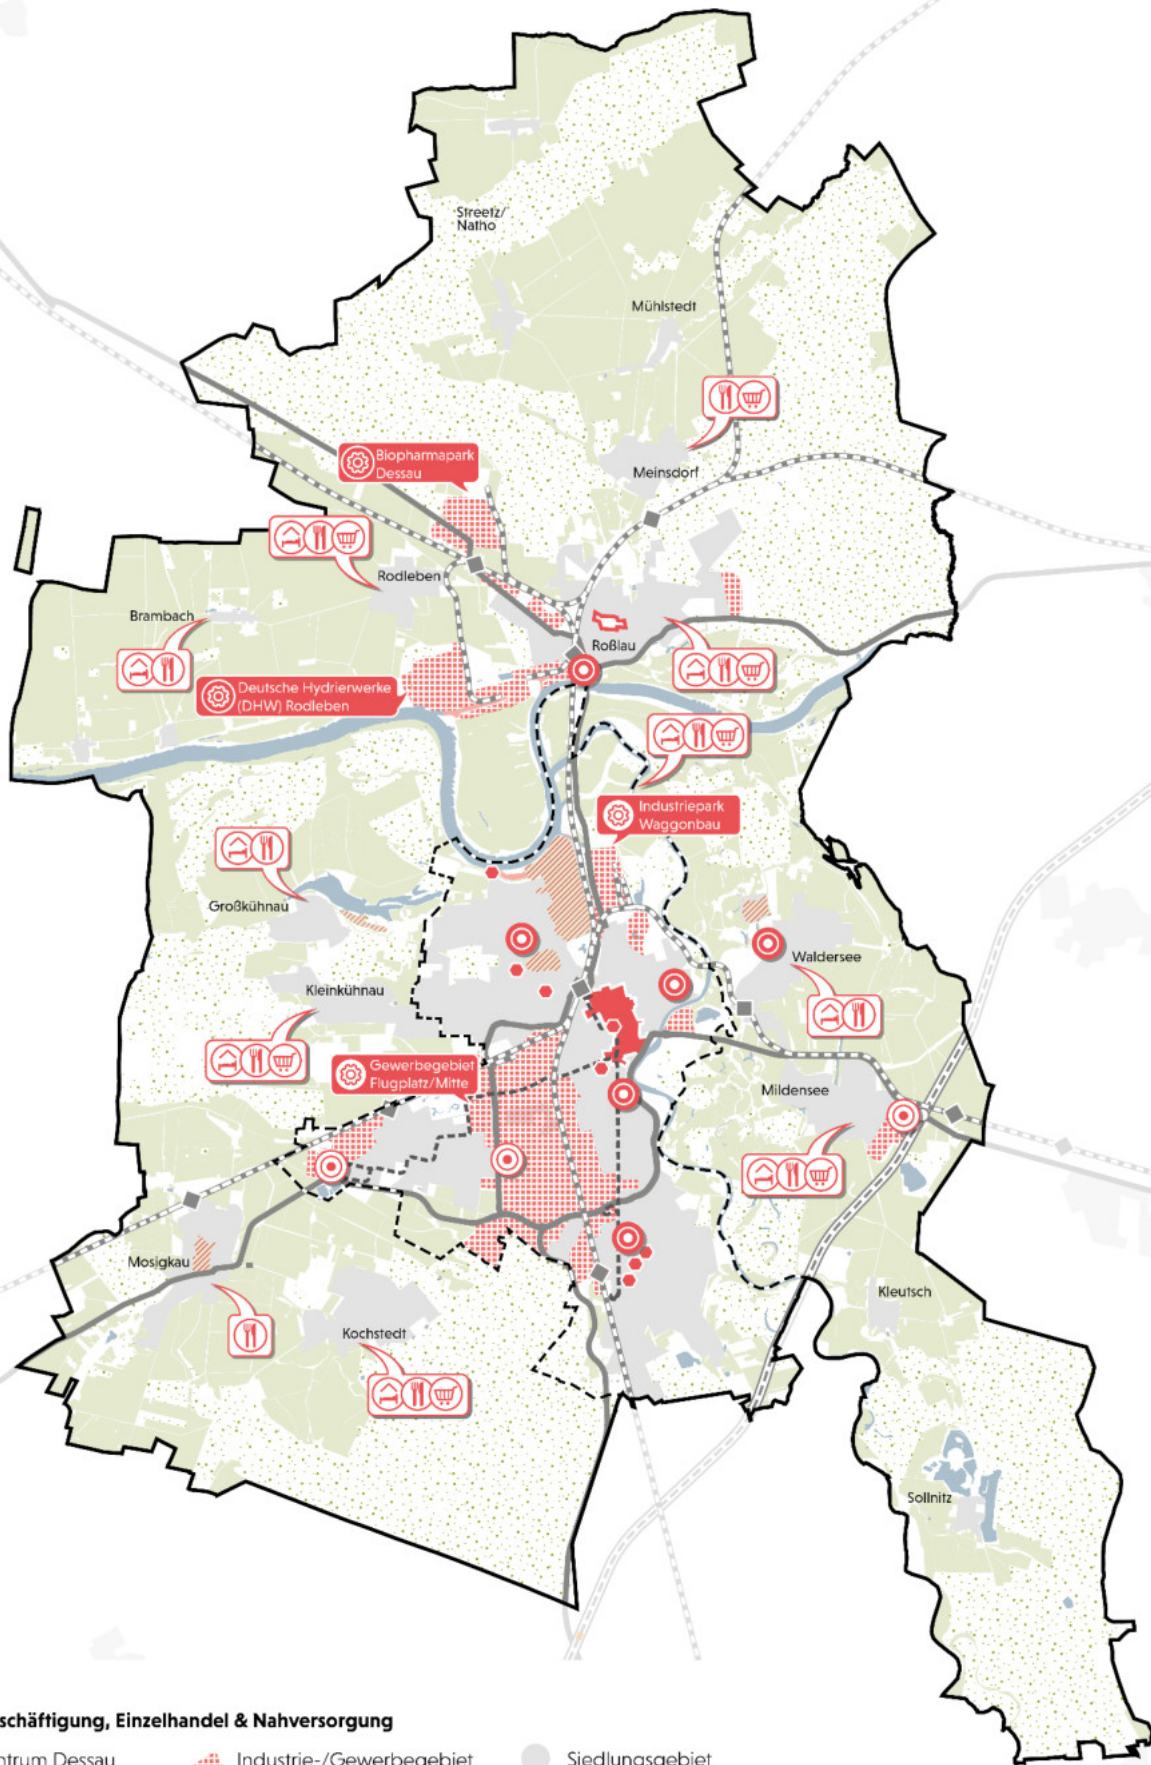 Streetz/
Natho
Mühlstedt
Biopharmapark
Dessau
Meinsdorf
Rodleben
Brambach
Roßlau
Deutsche Hydrierwerke
(DHW) Rodleben
Industriepark
Waggonbau
Großkühnau
Waldersee
Kleinkühnau
Gewerbegebiet
Flugplatz/Mitte
Mildensee
Mosigkau
Kleutsch
Kochstedt
Sollnitz
schäftigung, Einzelhandel & Nahversorgung
ntrum Dessau
Industrie-/Gewerbegebiet
Siedlungsgebiet